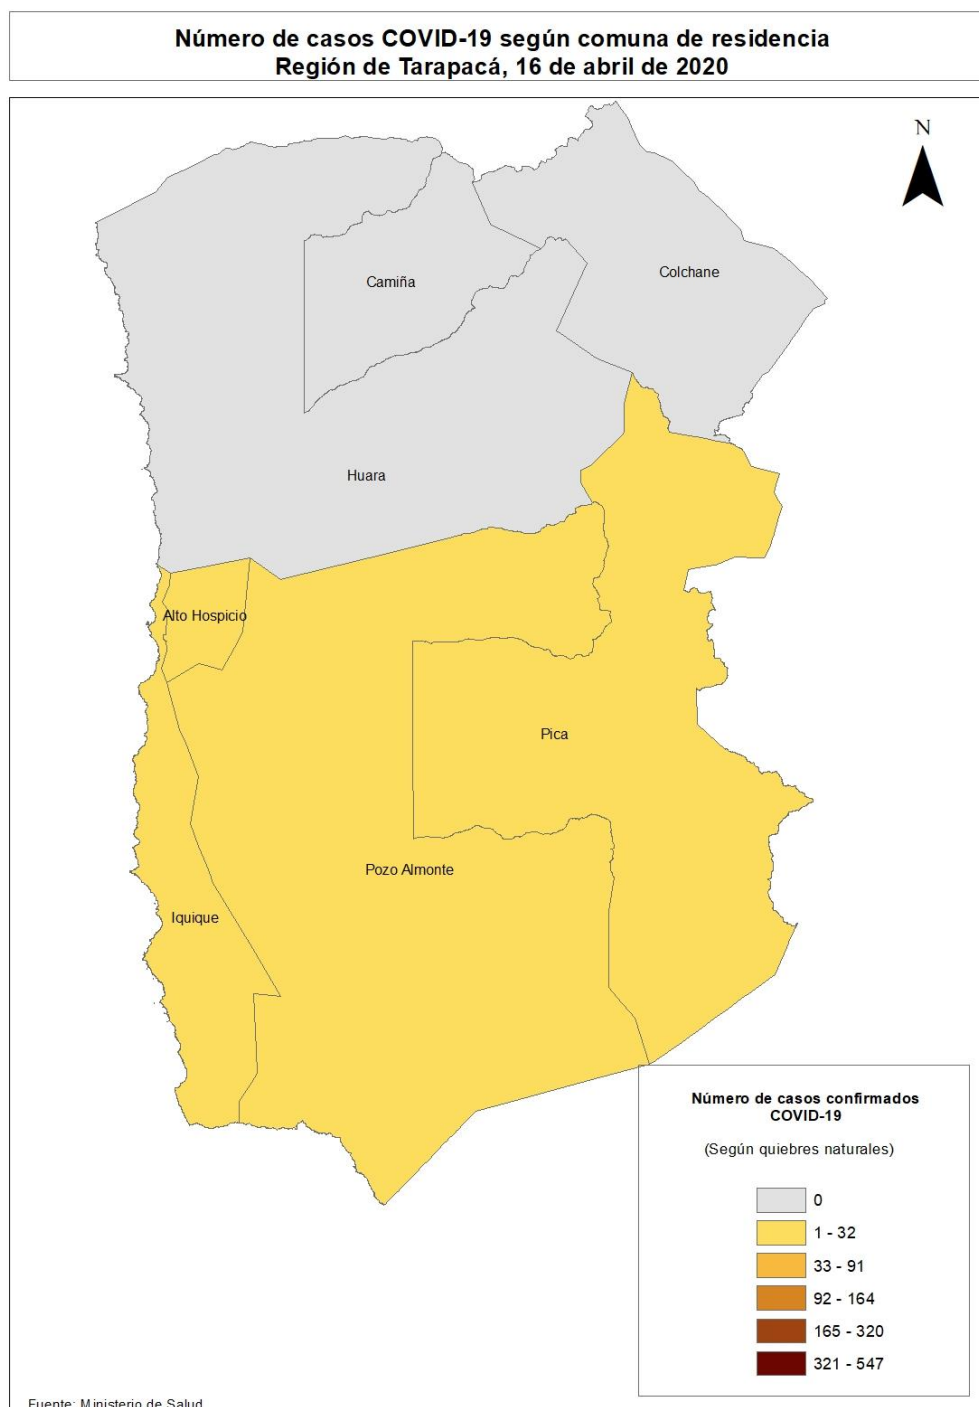 Número de casos COVID-19 según comuna de residencia
Región de Tarapacá, 16 de abril de 2020
N
Camiña
Colchane
Huara
Alto Hospicio
Pica
Pozo Almonte
Iquique
Número de casos confirmados
COVID-19
(Según quiebres naturales)
0
1 - 32
33 - 91
92 - 164
165 - 320
321 - 547
Fuente: Ministerio de Salud